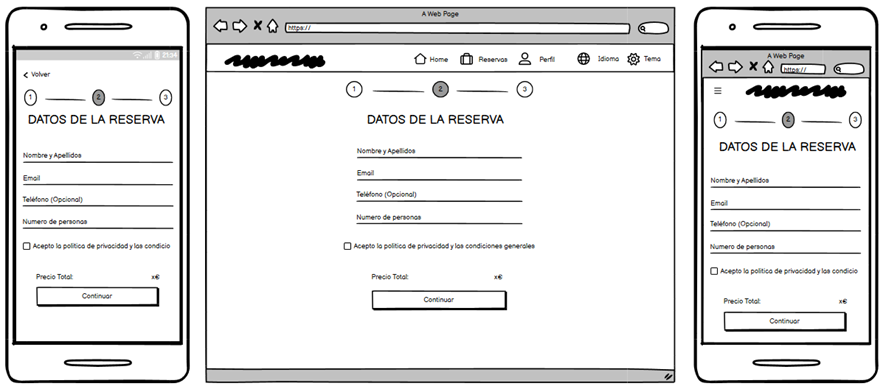 21:34
Volver
1 2 3
DATOS DE LA RESERVA
Nombre y Apellidos
Email
Teléfono (Opcional)
Numero de personas
Acepto la politica de privacidad y las condicio
Precio Total: x€
Continuar
A Web Page
https://
Home Reservas Perfil Idioma Tema
1 2 3
DATOS DE LA RESERVA
Nombre y Apellidos
Email
Teléfono (Opcional)
Numero de personas
Acepto la politica de privacidad y las condiciones generales
Precio Total: x€
Continuar
A Web Page
https://
1 2 3
DATOS DE LA RESERVA
Nombre y Apellidos
Email
Teléfono (Opcional)
Numero de personas
Acepto la politica de privacidad y las condicio
Precio Total: x€
Continuar